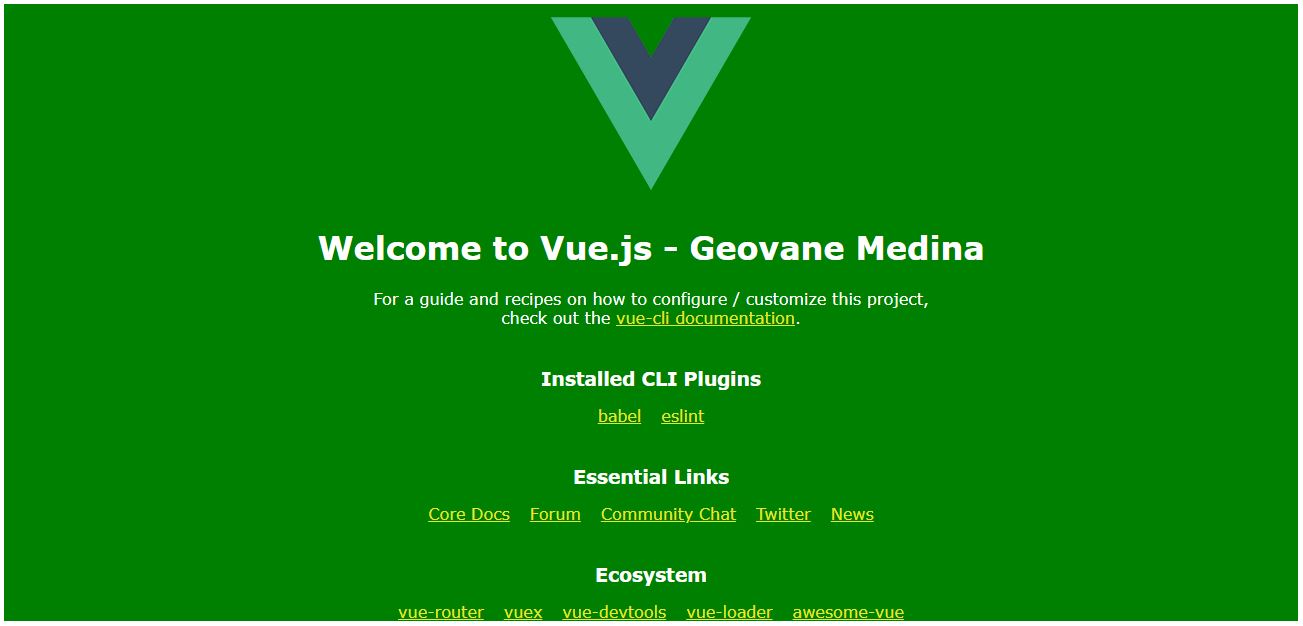 Welcome to Vue.js - Geovane Medina
For a guide and recipes on how to configure / customize this project,
check out the vue-cli documentation.
Installed CLI Plugins
babel eslint
Essential Links
Core Docs Forum Community Chat Twitter News
Ecosystem
vue-router vuex vue-devtools vue-loader awesome-vue